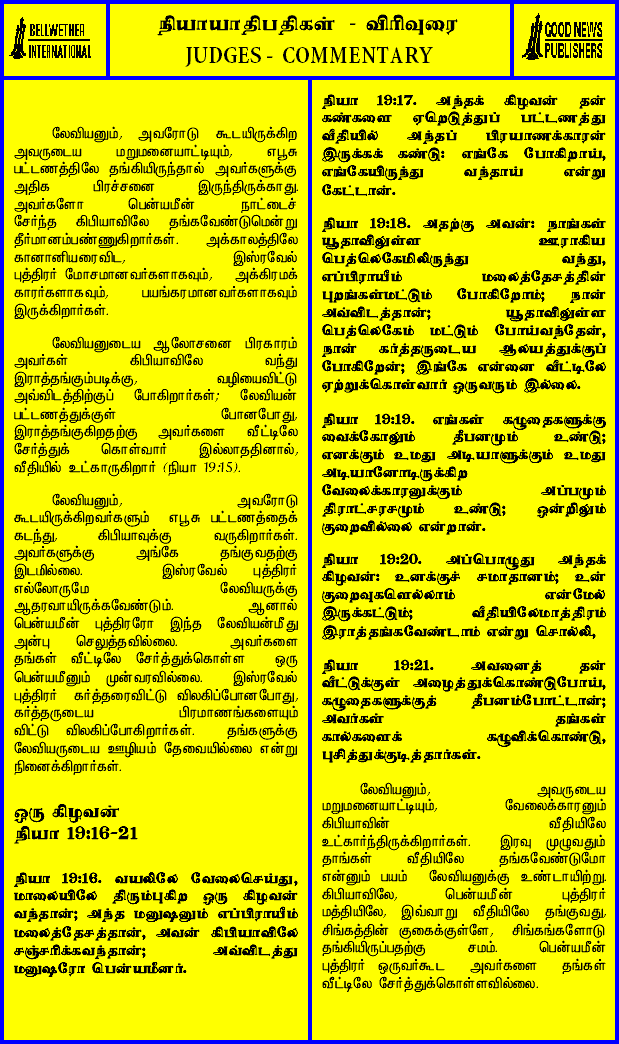 BELLWETHER
INTERNATIONAL
நியாயாதிபதிகள் - விரிவுரை
JUDGES - COMMENTARY
GOOD NEWS
PUBLISHERS
லேவியனும், அவரோடு கூடயிருக்கிற
அவருடைய மறுமனையாட்டியும், எபூசு
பட்டணத்திலே தங்கியிருந்தால் அவர்களுக்கு
அதிக பிரச்சனை இருந்திருக்காது.
அவர்களோ பென்யமீன் நாட்டைச்
சேர்ந்த கிபியாவிலே தங்கவேண்டுமென்று
தீர்மானம்பண்ணுகிறார்கள். அக்காலத்திலே
கானானியரைவிட, இஸ்ரவேல்
புத்திரர் மோசமானவர்களாகவும், அக்கிரமக்
காரர்களாகவும், பயங்கரமானவர்களாகவும்
இருக்கிறார்கள்.
லேவியனுடைய ஆலோசனை பிரகாரம்
அவர்கள் கிபியாவிலே வந்து
இராத்தங்கும்படிக்கு, வழியைவிட்டு
அவ்விடத்திற்குப் போகிறார்கள்; லேவியன்
பட்டணத்துக்குள் போனபோது,
இராத்தங்குகிறதற்கு அவர்களை வீட்டிலே
சேர்த்துக் கொள்வார் இல்லாததினால்,
வீதியில் உட்காருகிறார் (நியா 19:15).
லேவியனும், அவரோடு
கூடயிருக்கிறவர்களும் எபூசு பட்டணத்தைக்
கடந்து, கிபியாவுக்கு வருகிறார்கள்.
அவர்களுக்கு அங்கே தங்குவதற்கு
இடமில்லை. இஸ்ரவேல் புத்திரர்
எல்லோருமே லேவியருக்கு
ஆதரவாயிருக்கவேண்டும். ஆனால்
பென்யமீன் புத்திரரோ இந்த லேவியன்மீது
அன்பு செலுத்தவில்லை. அவர்களை
தங்கள் வீட்டிலே சேர்த்துக்கொள்ள ஒரு
பென்யமீனும் முன்வரவில்லை. இஸ்ரவேல்
புத்திரர் கர்த்தரைவிட்டு விலகிப்போனபோது,
கர்த்தருடைய பிரமாணங்களையும்
விட்டு விலகிப்போகிறார்கள். தங்களுக்கு
லேவியருடைய ஊழியம் தேவையில்லை என்று
நினைக்கிறார்கள்.
ஒரு கிழவன்
நியா 19:16-21
நியா 19:16. வயலிலே வேலைசெய்து,
மாலையிலே திரும்புகிற ஒரு கிழவன்
வந்தான்; அந்த மனுஷனும் எப்பிராயீம்
மலைத்தேசத்தான், அவன் கிபியாவிலே
சஞ்சரிக்கவந்தான்; அவ்விடத்து
மனுஷரோ பென்யமீனர்.
நியா 19:17. அந்தக் கிழவன் தன்
கண்களை ஏறெடுத்துப் பட்டணத்து
வீதியில் அந்தப் பிரயாணக்காரன்
இருக்கக் கண்டு: எங்கே போகிறாய்,
எங்கேயிருந்து வந்தாய் என்று
கேட்டான்.
நியா 19:18. அதற்கு அவன்: நாங்கள்
யூதாவிலுள்ள ஊராகிய
பெத்லெகேமிலிருந்து வந்து,
எப்பிராயீம் மலைத்தேசத்தின்
புறங்கள்மட்டும் போகிறோம்; நான்
அவ்விடத்தான்; யூதாவிலுள்ள
பெத்லெகேம் மட்டும் போய்வந்தேன்,
நான் கர்த்தருடைய ஆலயத்துக்குப்
போகிறேன்; இங்கே என்னை வீட்டிலே
ஏற்றுக்கொள்வார் ஒருவரும் இல்லை.
நியா 19:19. எங்கள் கழுதைகளுக்கு
வைக்கோலும் தீபனமும் உண்டு;
எனக்கும் உமது அடியாளுக்கும் உமது
அடியானோடிருக்கிற
வேலைக்காரனுக்கும் அப்பமும்
திராட்சரசமும் உண்டு; ஒன்றிலும்
குறைவில்லை என்றான்.
நியா 19:20. அப்பொழுது அந்தக்
கிழவன்: உனக்குச் சமாதானம்; உன்
குறைவுகளெல்லாம் என்மேல்
இருக்கட்டும்; வீதியிலேமாத்திரம்
இராத்தங்கவேண்டாம் என்று சொல்லி,
நியா 19:21. அவனைத் தன்
வீட்டுக்குள் அழைத்துக்கொண்டுபோய்,
கழுதைகளுக்குத் தீபனம்போட்டான்;
அவர்கள் தங்கள்
கால்களைக் கழுவிக்கொண்டு,
புசித்துக்குடித்தார்கள்.
லேவியனும், அவருடைய
மறுமனையாட்டியும், வேலைக்காரனும்
கிபியாவின் வீதியிலே
உட்கார்ந்திருக்கிறார்கள். இரவு முழுவதும்
தாங்கள் வீதியிலே தங்கவேண்டுமோ
என்னும் பயம் லேவியனுக்கு உண்டாயிற்று.
கிபியாவிலே, பென்யமீன் புத்திரர்
மத்தியிலே, இவ்வாறு வீதியிலே தங்குவது,
சிங்கத்தின் குகைக்குள்ளே, சிங்கங்களோடு
தங்கியிருப்பதற்கு சமம். பென்யமீன்
புத்திரர் ஒருவர்கூட அவர்களை தங்கள்
வீட்டிலே சேர்த்துக்கொள்ளவில்லை.